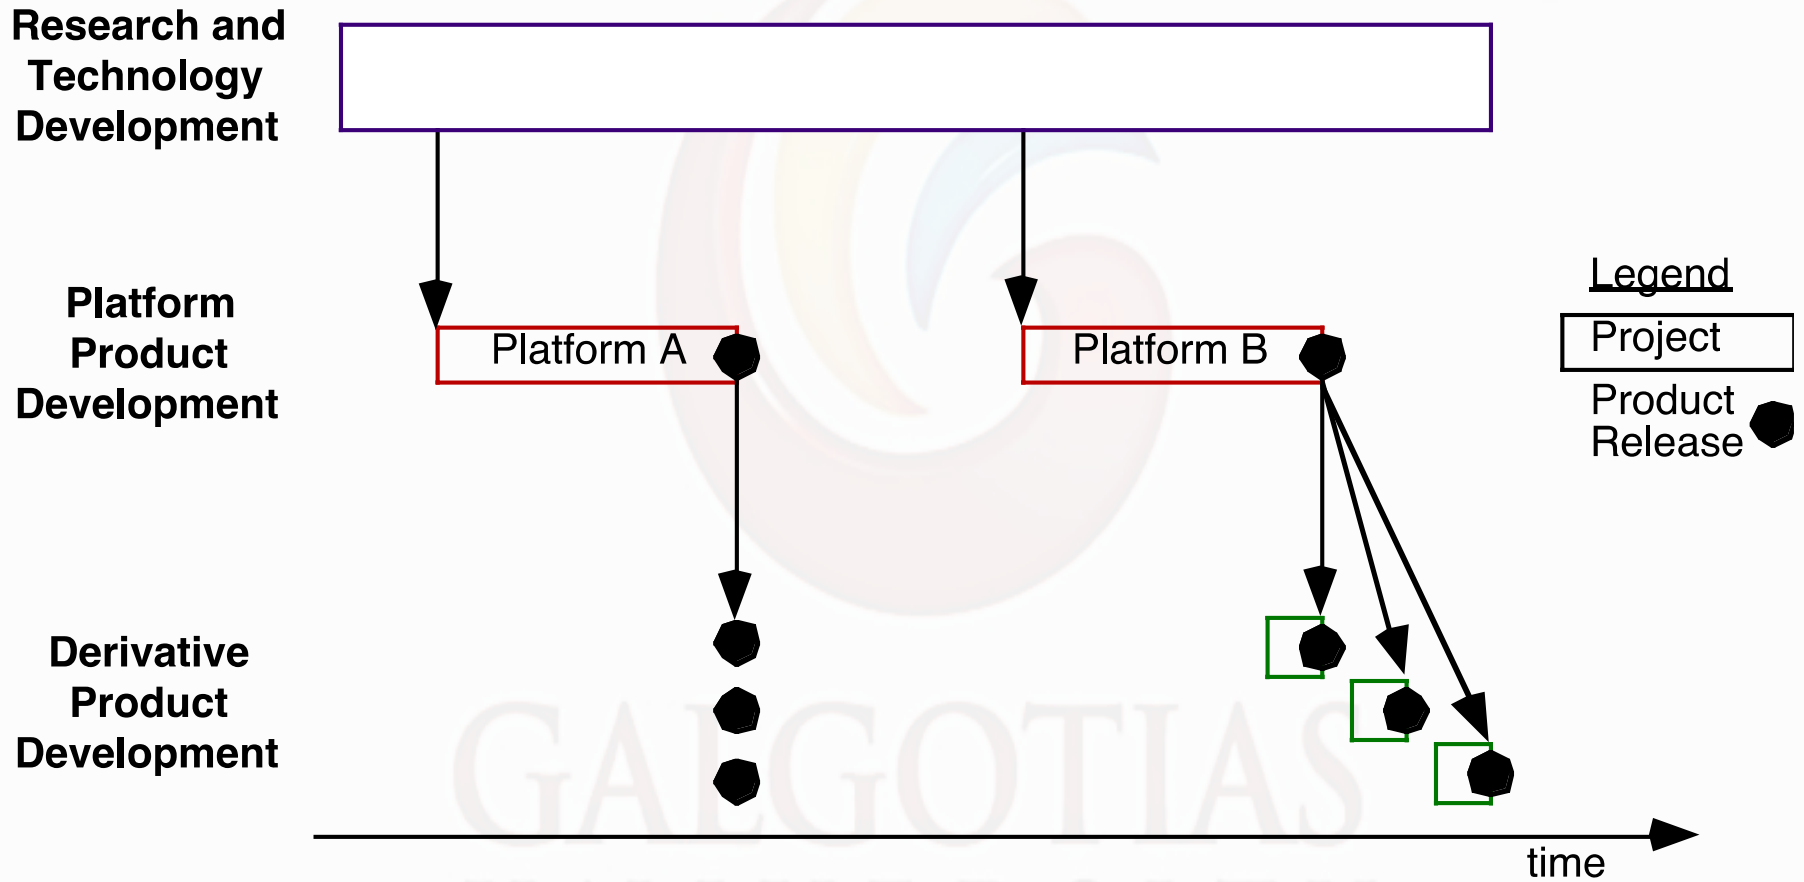 Research and
Technology
Development
Platform
Product
Development
Platform A
Platform B
Legend
Project
Product
Release
Derivative
Product
Development
GALGOTIAS
time